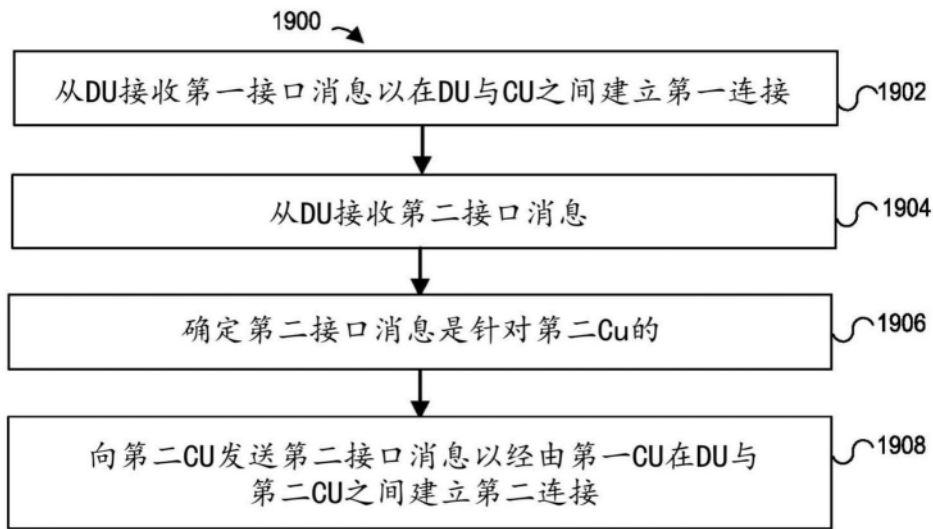 1900
从DU接收第一接口消息以在DU与CU之间建立第一连接
1902
从DU接收第二接口消息
1904
确定第二接口消息是针对第二Cu的
1906
向第二CU发送第二接口消息以经由第一CU在DU与
第二CU之间建立第二连接
1908